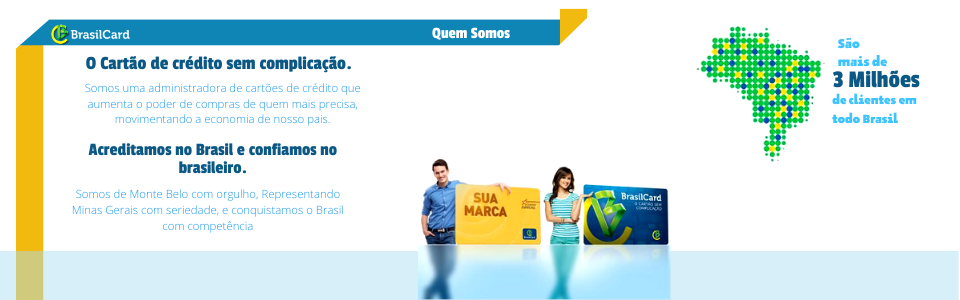 BrasilCard
Quem Somos
O Cartão de crédito sem complicação.
Somos uma administradora de cartões de crédito que
aumenta o poder de compras de quem mais precisa,
movimentando a economia de nosso país.
Acreditamos no Brasil e confiamos no
brasileiro.
Somos de Monte Belo com orgulho, Representando
Minas Gerais com seriedade, e conquistamos o Brasil
com competência
São
mais de
3 Milhões
de clientes em
todo Brasil
SUA
MARCA
BrasilCard
O CARTÃO SEM
COMPLICAÇÃO